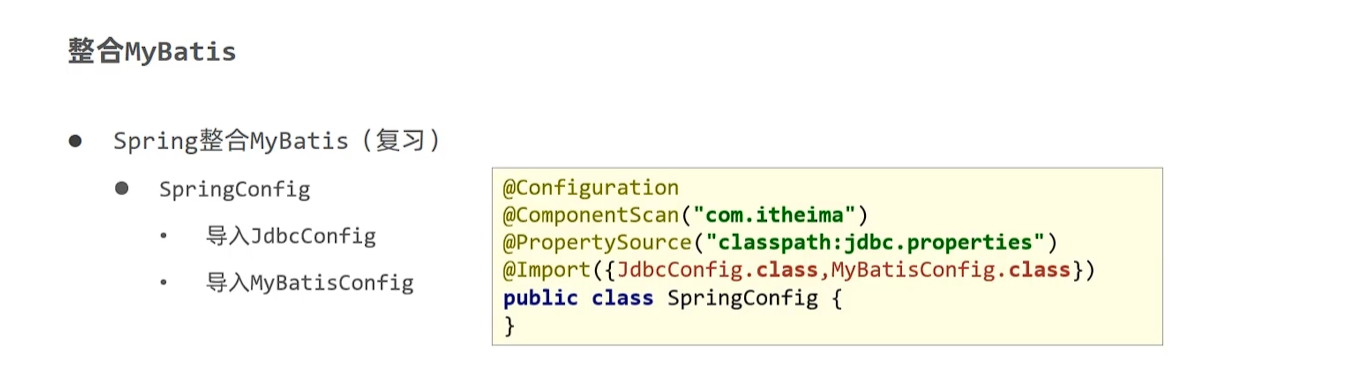 整合MyBatis
● Spring整合MyBatis（复习）
● SpringConfig
• 导入JdbcConfig
• 导入MyBatisConfig
@Configuration
@ComponentScan("com.itheima")
@PropertySource("classpath:jdbc.properties")
@Import({JdbcConfig.class,MyBatisConfig.class})
public class SpringConfig {
}